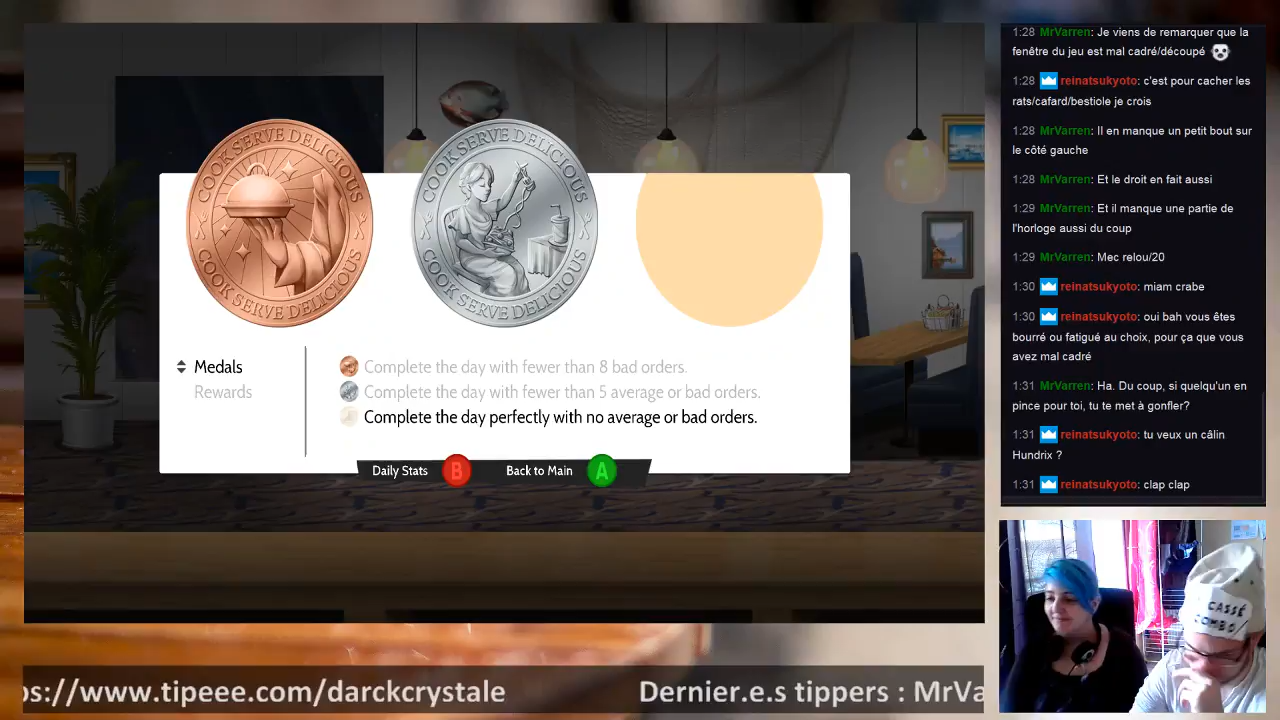 COOK SERVE DELICIOUS
COOK SERVE DELICIOUS
COOK SERVE DELICIOUS
COOK SERVE DELICIOUS
Medals
Rewards
Complete the day with fewer than 8 bad orders.
Complete the day with fewer than 5 average or bad orders.
Complete the day perfectly with no average or bad orders.
Daily Stats B Back to Main A
1:28 MrVarren: Je viens de remarquer que la
fenêtre du jeu est mal cadré/découpé
1:28 reinatsukyoto: c'est pour cacher les
rats/cafard/bestiole je crois
1:28 MrVarren: Il en manque un petit bout sur
le côté gauche
1:28 MrVarren: Et le droit en fait aussi
1:29 MrVarren: Et il manque une partie de
l'horloge aussi du coup
1:29 MrVarren: Mec relou/20
1:30 reinatsukyoto: miam crabe
1:30 reinatsukyoto: oui bah vous êtes
bourré ou fatigué au choix, pour ça que vous
avez mal cadré
1:31 MrVarren: Ha. Du coup, si quelqu'un en
pince pour toi, tu te met à gonfler?
1:31 reinatsukyoto: tu veux un câlin
Hundrix ?
1:31 reinatsukyoto: clap clap
CASSÉ
COMBO
ps://www.tipeee.com/darckcrystale Dernier.e.s tippers : MrVa